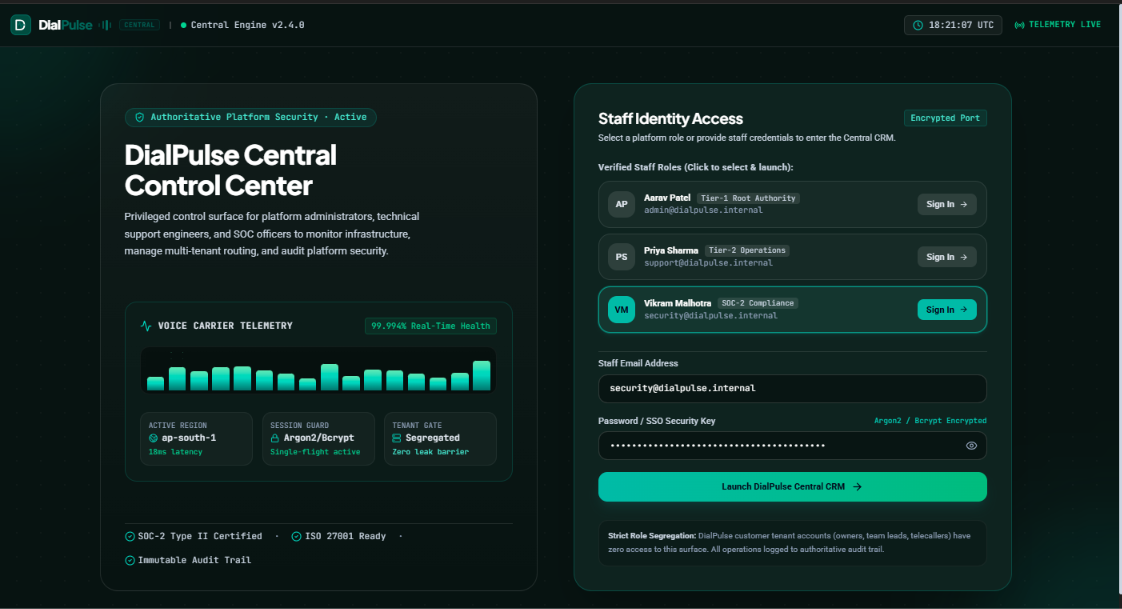 DialPulse CENTRAL | Central Engine v2.4.0
18:21:07 UTC
TELEMETRY LIVE
Authoritative Platform Security · Active
DialPulse Central
Control Center
Privileged control surface for platform administrators, technical
support engineers, and SOC officers to monitor infrastructure,
manage multi-tenant routing, and audit platform security.
VOICE CARRIER TELEMETRY
99.994% Real-Time Health
ACTIVE REGION
ap-south-1
18ms latency
SESSION GUARD
Argon2/Bcrypt
Single-flight active
TENANT GATE
Segregated
Zero leak barrier
SOC-2 Type II Certified · ISO 27001 Ready ·
Immutable Audit Trail
Staff Identity Access
Encrypted Port
Select a platform role or provide staff credentials to enter the Central CRM.
Verified Staff Roles (Click to select & launch):
AP
Aarav Patel Tier-1 Root Authority
admin@dialpulse.internal
Sign In →
PS
Priya Sharma Tier-2 Operations
support@dialpulse.internal
Sign In →
VM
Vikram Malhotra SOC-2 Compliance
security@dialpulse.internal
Sign In →
Staff Email Address
security@dialpulse.internal
Password / SSO Security Key
Argon2 / Bcrypt Encrypted
Launch DialPulse Central CRM →
Strict Role Segregation: DialPulse customer tenant accounts (owners, team leads, telecallers) have
zero access to this surface. All operations logged to authoritative audit trail.